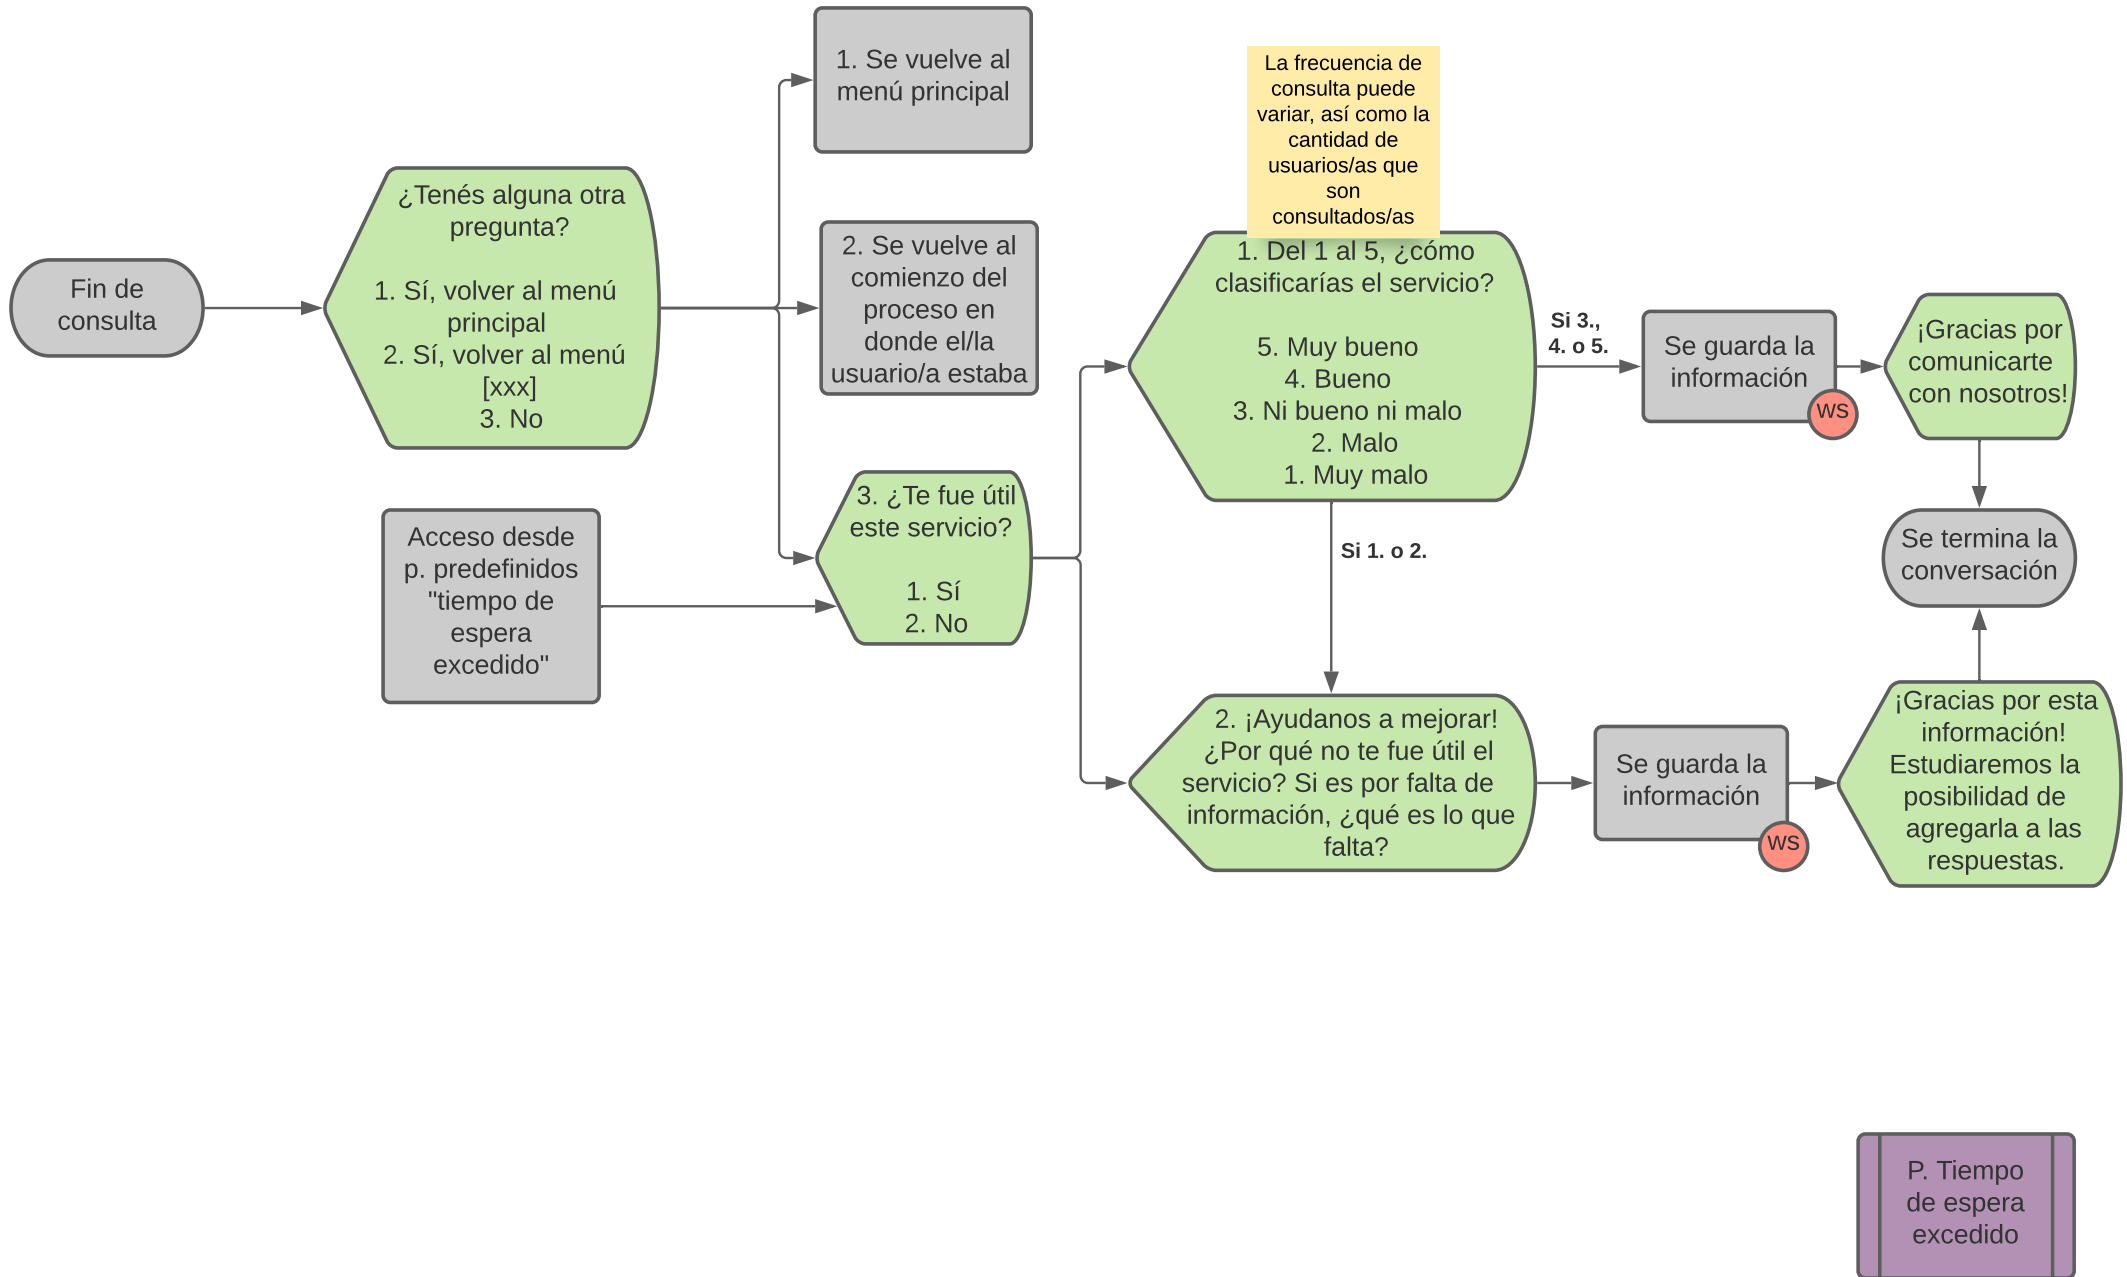 1. Se vuelve al
menú principal
La frecuencia de
consulta puede
variar, así como la
cantidad de
usuarios/as que
son
consultados/as
¿Tenés alguna otra
pregunta?
1. Sí, volver al menú
principal
2. Sí, volver al menú
[xxx]
3. No
Fin de
consulta
2. Se vuelve al
comienzo del
proceso en
donde el/la
usuario/a estaba
1. Del 1 al 5, ¿cómo
clasificarías el servicio?
5. Muy bueno
4. Bueno
3. Ni bueno ni malo
2. Malo
1. Muy malo
Si 3.,
4. o 5.
Se guarda la
información
ws
¡Gracias por
comunicarte
con nosotros!
Acceso desde
p. predefinidos
"tiempo de
espera
excedido"
3. ¿Te fue útil
este servicio?
1. Sí
2. No
Si 1. o 2.
Se termina la
conversación
2. ¡Ayudanos a mejorar!
¿Por qué no te fue útil el
servicio? Si es por falta de
información, ¿qué es lo que
falta?
Se guarda la
información
ws
¡Gracias por esta
información!
Estudiaremos la
posibilidad de
agregarla a las
respuestas.
P. Tiempo
de espera
excedido